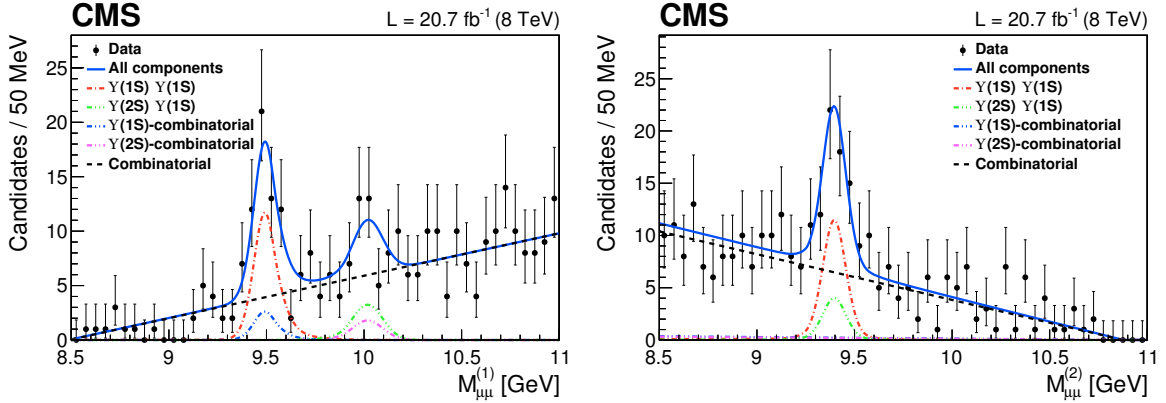 CMS
L = 20.7 fb⁻¹ (8 TeV)
Candidates / 50 MeV
25
20
15
10
5
0
Data
All components
ϒ(1S) ϒ(1S)
ϒ(2S) ϒ(1S)
ϒ(1S)-combinatorial
ϒ(2S)-combinatorial
Combinatorial
8.5 9 9.5 10 10.5 11
M⁽¹⁾μμ [GeV]
CMS
L = 20.7 fb⁻¹ (8 TeV)
Candidates / 50 MeV
25
20
15
10
5
0
Data
All components
ϒ(1S) ϒ(1S)
ϒ(2S) ϒ(1S)
ϒ(1S)-combinatorial
ϒ(2S)-combinatorial
Combinatorial
8.5 9 9.5 10 10.5 11
M⁽²⁾μμ [GeV]